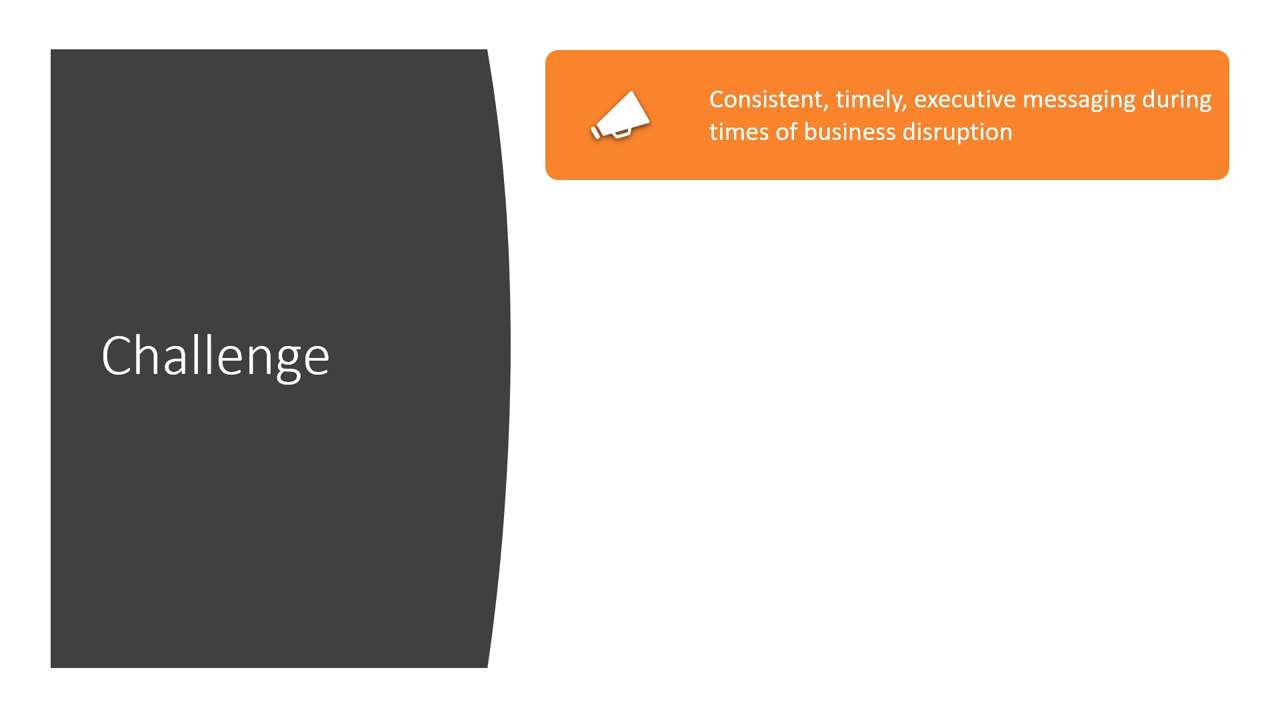 Challenge
Consistent, timely, executive messaging during
times of business disruption